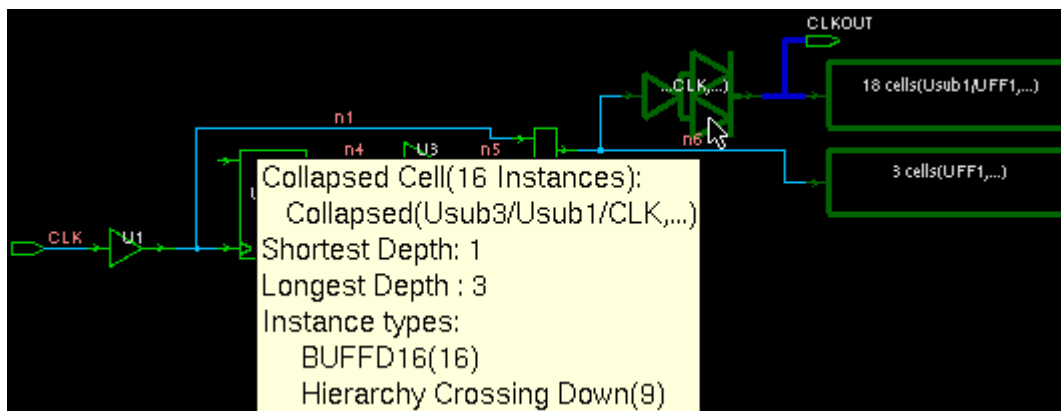 CLKOUT
...CLK,...)
18 cells(Usub1/UFF1,...)
n1
n4
U3
n5
n6
3 cells(UFF1,...)
CLK
U1
Collapsed Cell(16 Instances):
Collapsed(Usub3/Usub1/CLK,...)
Shortest Depth: 1
Longest Depth : 3
Instance types:
BUFFD16(16)
Hierarchy Crossing Down(9)